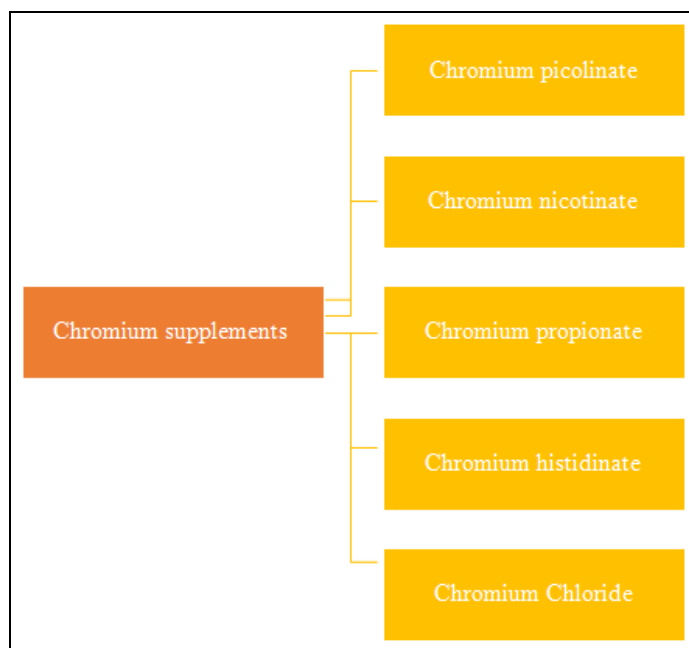 Chromium picolinate
Chromium nicotinate
Chromium supplements
Chromium propionate
Chromium histidinate
Chromium Chloride